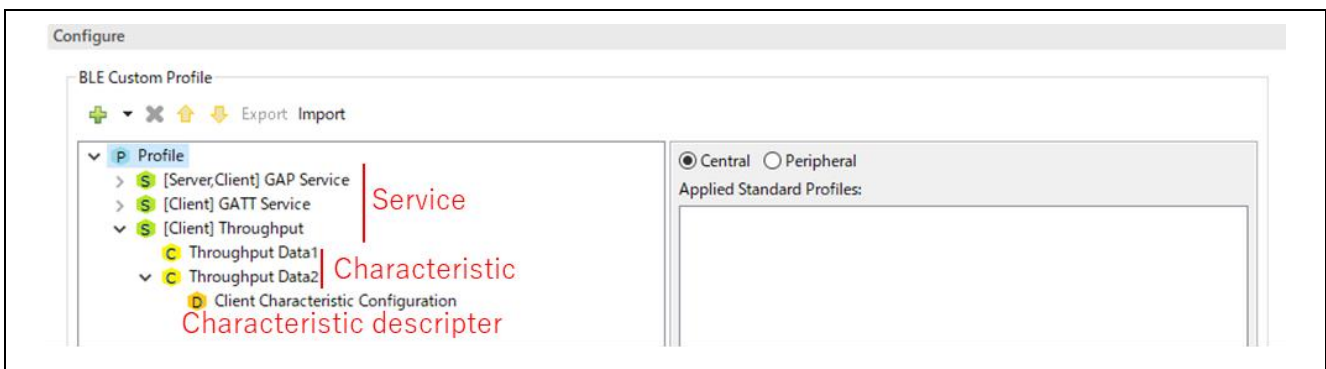 Configure
BLE Custom Profile
Export Import
P Profile
S [Server,Client] GAP Service
S [Client] GATT Service
S [Client] Throughput
C Throughput Data1
C Throughput Data2
D Client Characteristic Configuration
Service
Characteristic
Characteristic descripter
Central Peripheral
Applied Standard Profiles: